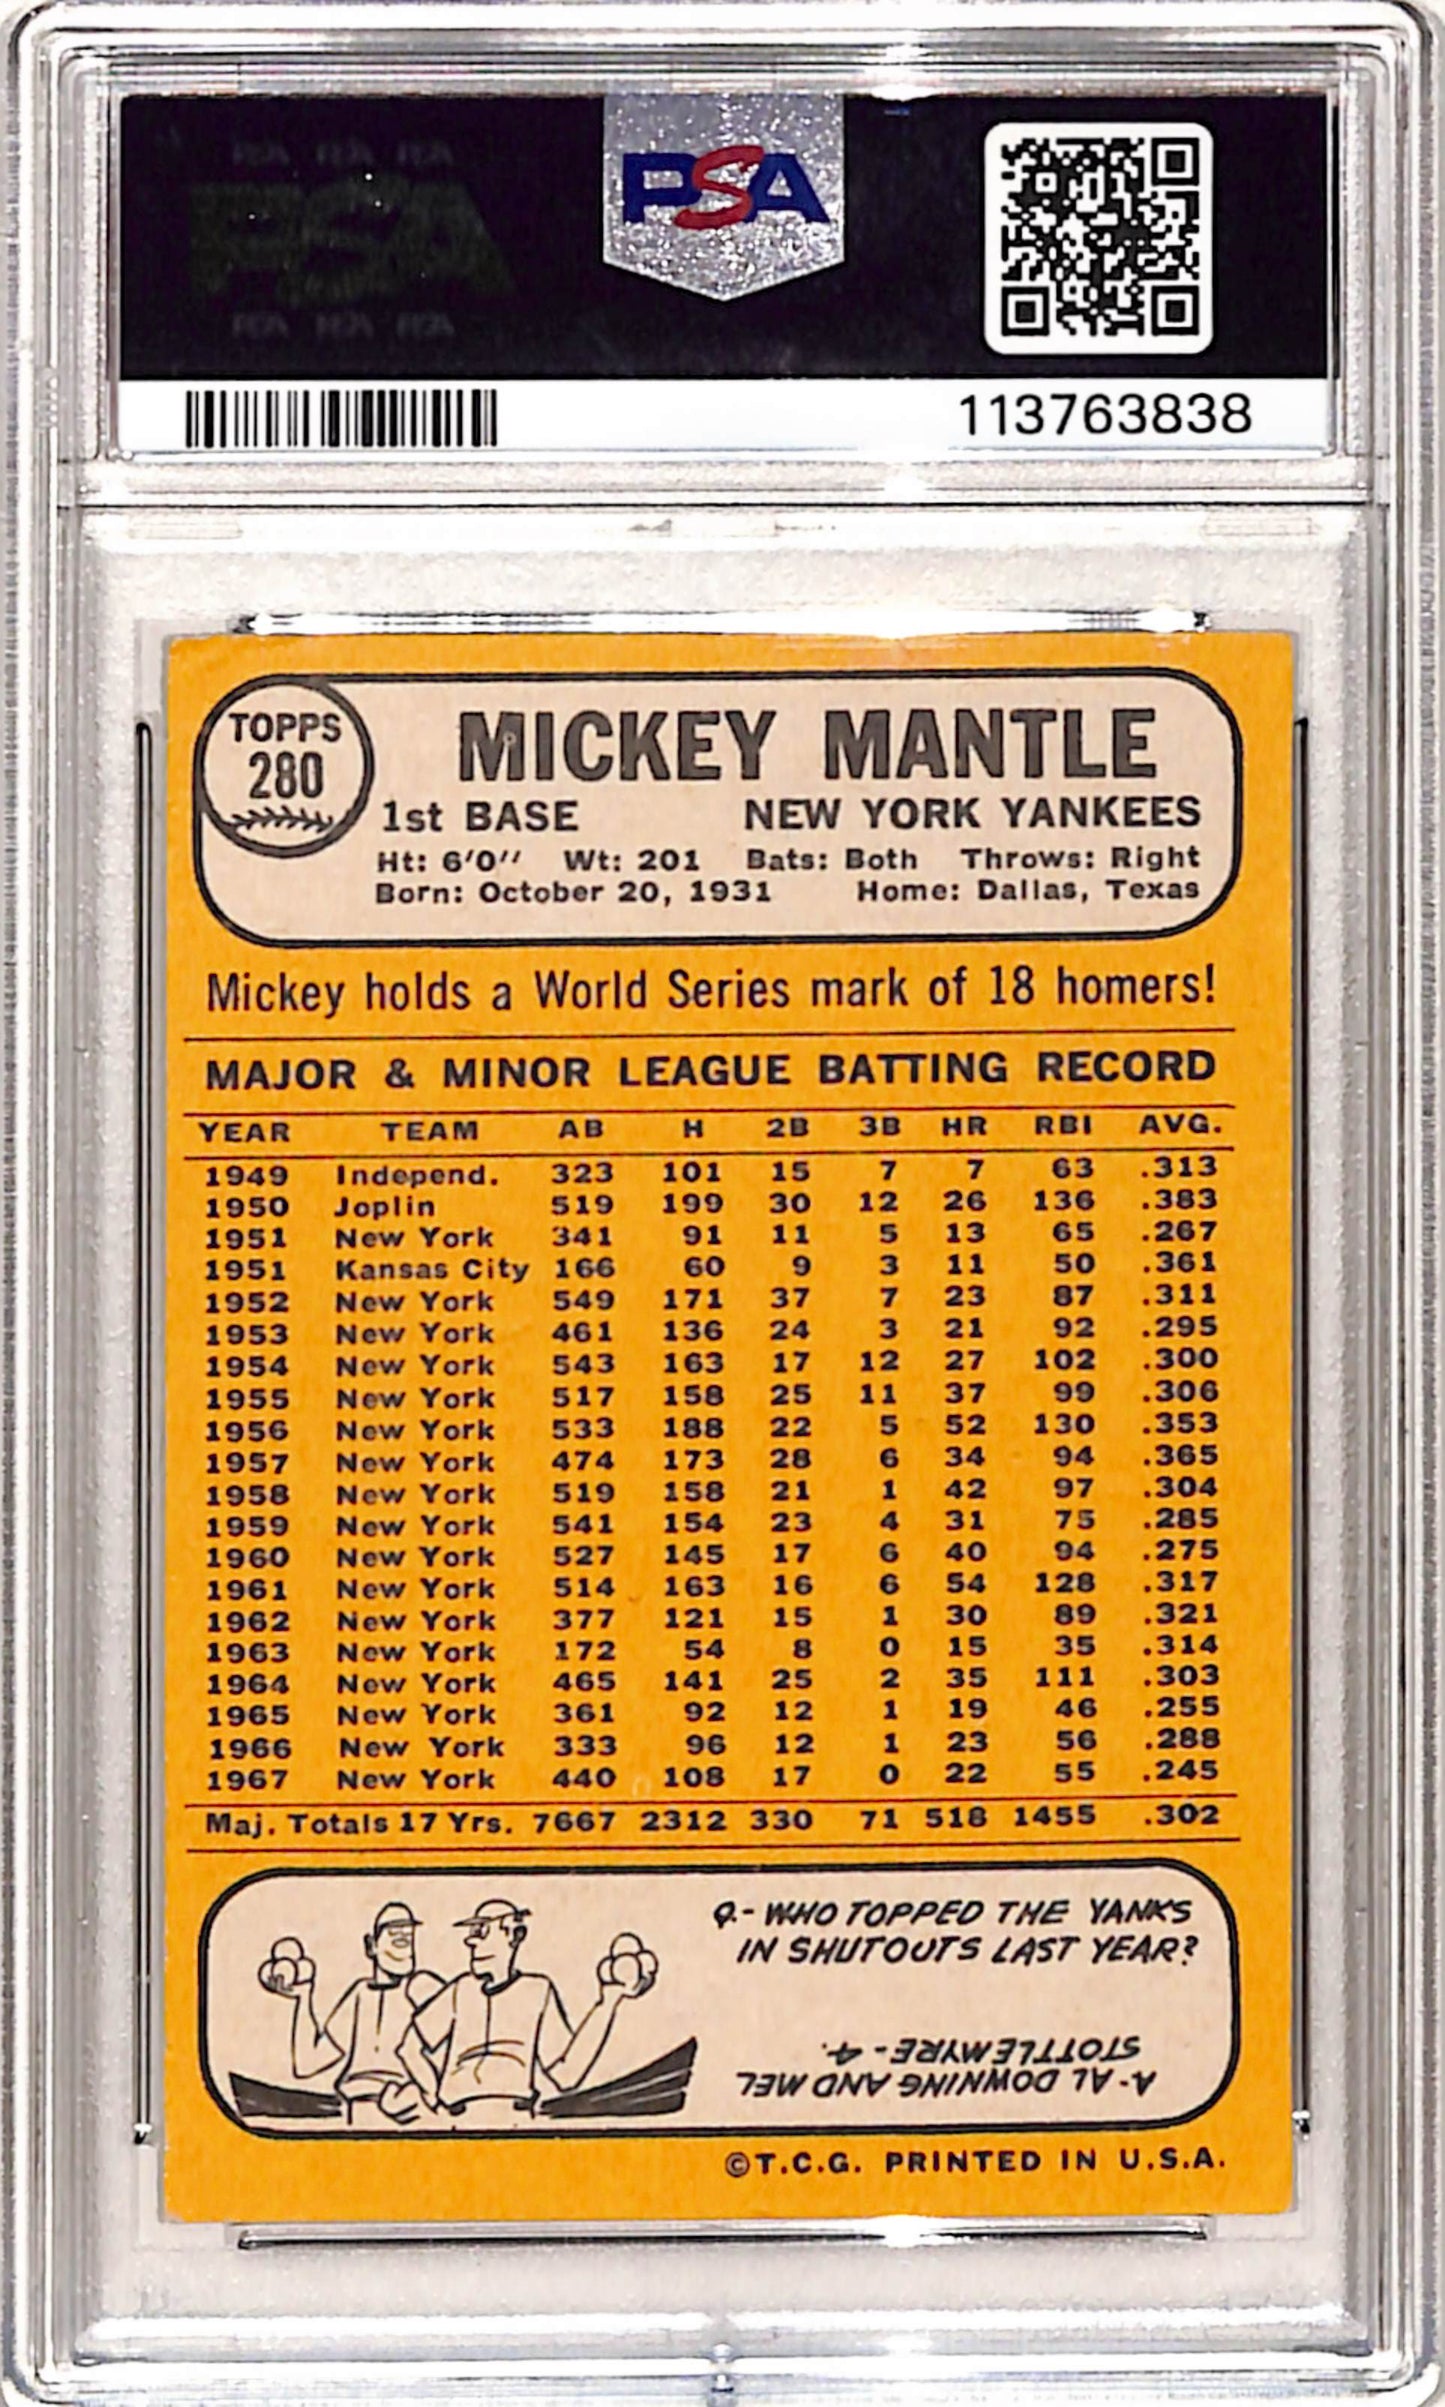 PSA
113763838
TOPPS
280
MICKEY MANTLE
1st BASE NEW YORK YANKEES
Ht: 6'0'' Wt: 201 Bats: Both Throws: Right
Born: October 20, 1931 Home: Dallas, Texas
Mickey holds a World Series mark of 18 homers!
MAJOR & MINOR LEAGUE BATTING RECORD
YEAR TEAM AB H 2B 3B HR RBI AVG.
1949 Independ. 323 101 15 7 7 63 .313
1950 Joplin 519 199 30 12 26 136 .383
1951 New York 341 91 11 5 13 65 .267
1951 Kansas City 166 60 9 3 11 50 .361
1952 New York 549 171 37 7 23 87 .311
1953 New York 461 136 24 3 21 92 .295
1954 New York 543 163 17 12 27 102 .300
1955 New York 517 158 25 11 37 99 .306
1956 New York 533 188 22 5 52 130 .353
1957 New York 474 173 28 6 34 94 .365
1958 New York 519 158 21 1 42 97 .304
1959 New York 541 154 23 4 31 75 .285
1960 New York 527 145 17 6 40 94 .275
1961 New York 514 163 16 6 54 128 .317
1962 New York 377 121 15 1 30 89 .321
1963 New York 172 54 8 0 15 35 .314
1964 New York 465 141 25 2 35 111 .303
1965 New York 361 92 12 1 19 46 .255
1966 New York 333 96 12 1 23 56 .288
1967 New York 440 108 17 0 22 55 .245
Maj. Totals 17 Yrs. 7667 2312 330 71 518 1455 .302
Q.- WHO TOPPED THE YANKS
IN SHUTOUTS LAST YEAR?
A.- AL DOWNING AND MEL
STOTTLEMYRE - 4.
©T.C.G. PRINTED IN U.S.A.